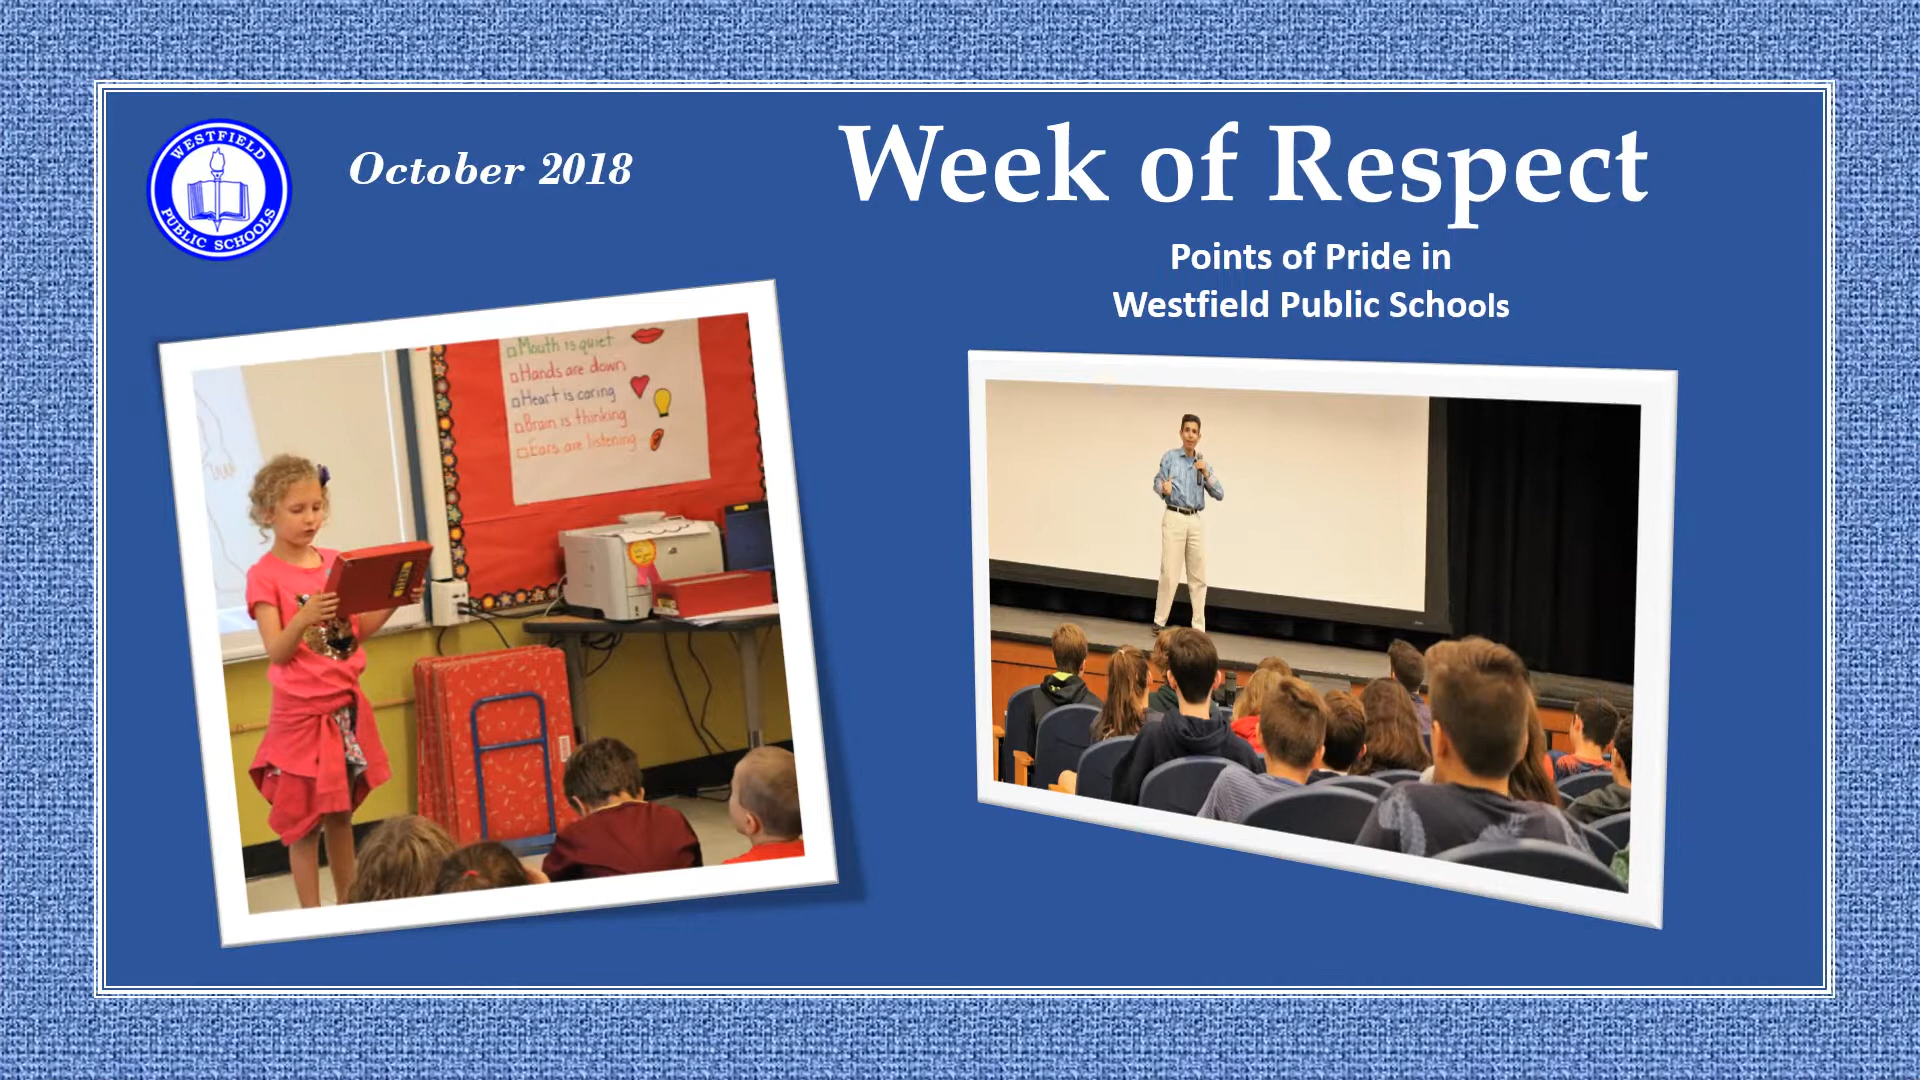 WESTFIELD
PUBLIC SCHOOLS
October 2018
Week of Respect
Points of Pride in
Westfield Public Schools
Mouth is quiet
Hands are down
Heart is caring
Brain is thinking
Ears are listening